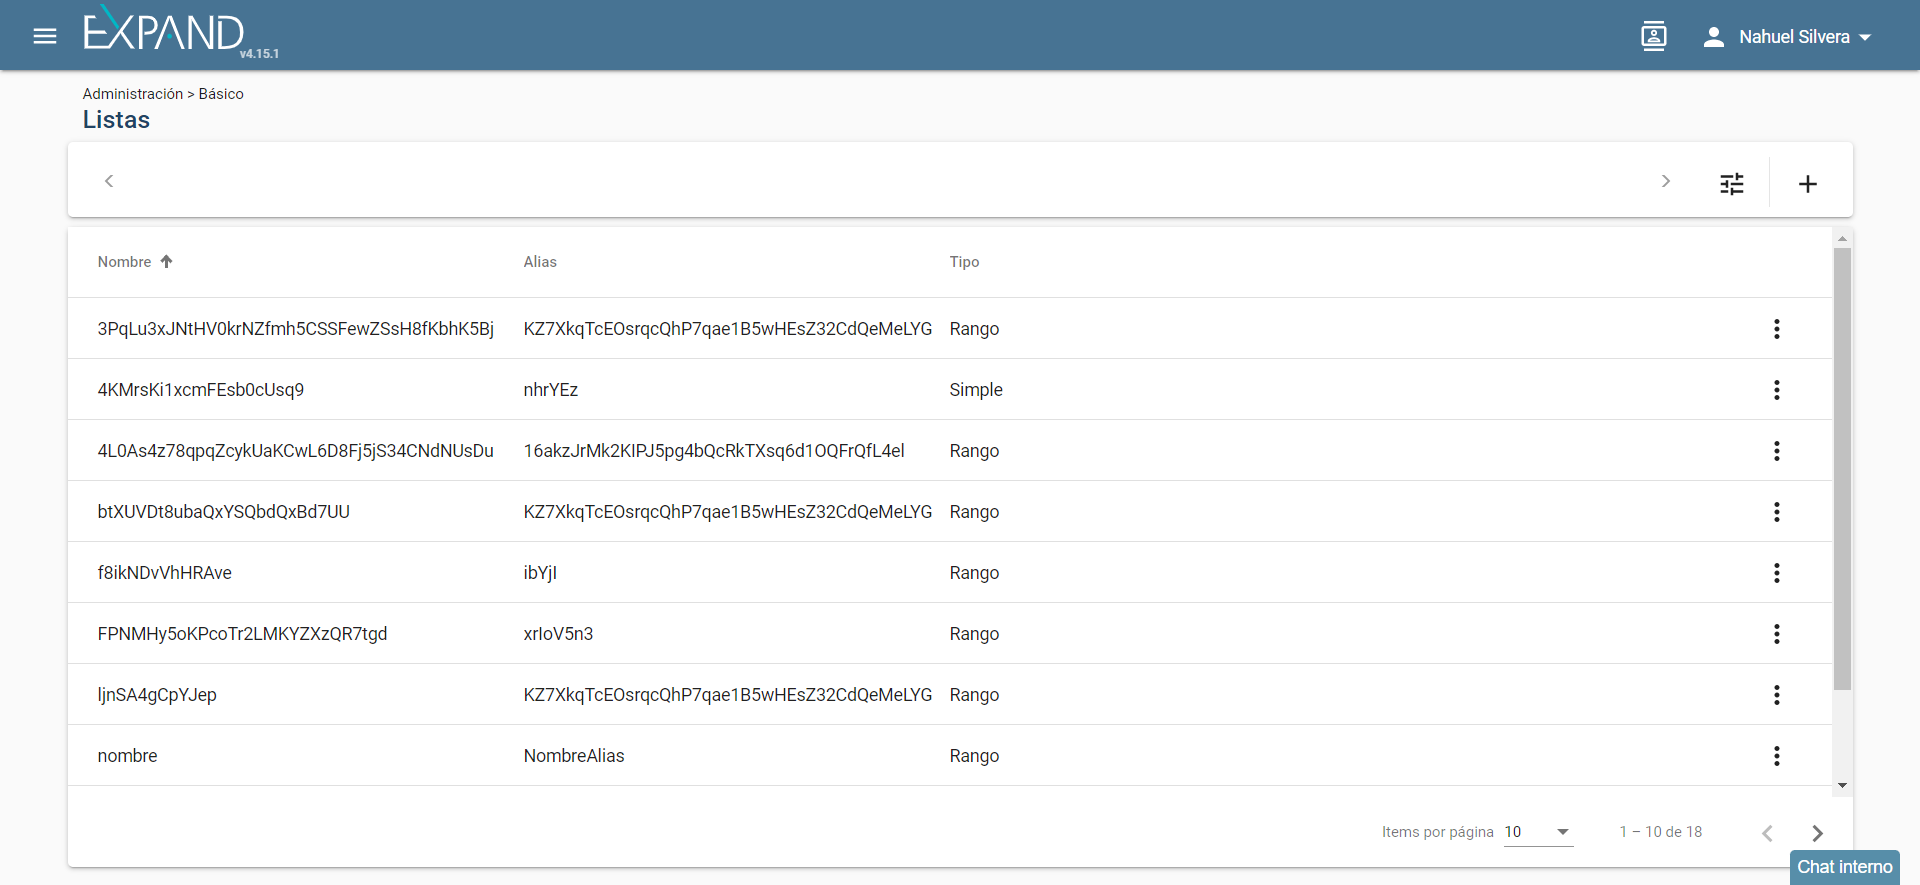 EXPAND v4.15.1
Nahuel Silvera
Administración > Básico
Listas
Nombre Alias Tipo
3PqLu3xJNtHV0krNZfmh5CSSFewZSsH8fKbhK5Bj KZ7XkqTcEOsrqcQhP7qae1B5wHEsZ32CdQeMeLYG Rango
4KMrsKi1xcmFEsb0cUsq9 nhrYEz Simple
4L0As4z78qpqZcykUaKCwL6D8Fj5jS34CNdNUsDu 16akzJrMk2KIPJ5pg4bQcRkTXsq6d1OQFrQfL4el Rango
btXUVDt8ubaQxYSQbdQxBd7UU KZ7XkqTcEOsrqcQhP7qae1B5wHEsZ32CdQeMeLYG Rango
f8ikNDvVhHRAve ibYjI Rango
FPNMHy5oKPcoTr2LMKYZXzQR7tgd xrIoV5n3 Rango
ljnSA4gCpYJep KZ7XkqTcEOsrqcQhP7qae1B5wHEsZ32CdQeMeLYG Rango
nombre NombreAlias Rango
Items por página 10 1 – 10 de 18
Chat interno